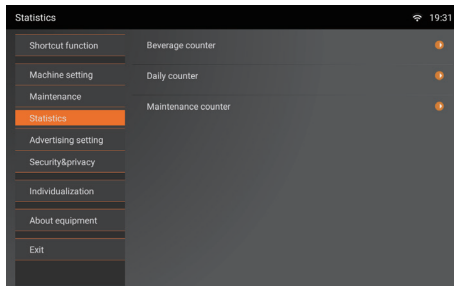 Statistics 19:31
Shortcut function
Machine setting
Maintenance
Statistics
Advertising setting
Security&privacy
Individualization
About equipment
Exit
Beverage counter
Daily counter
Maintenance counter